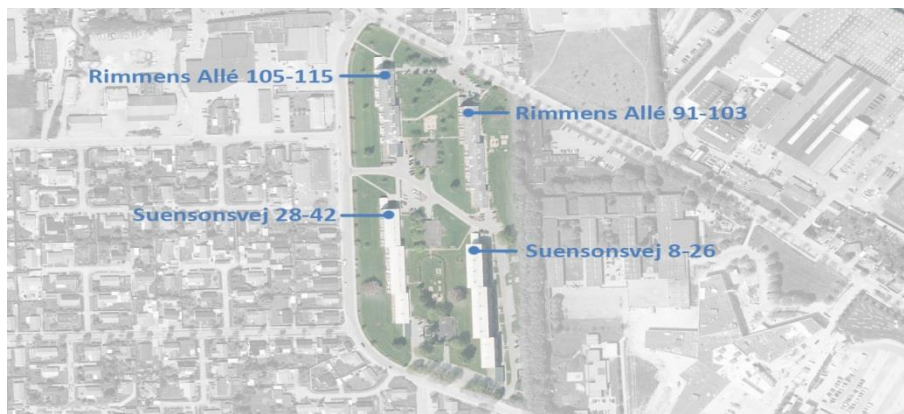 Rimmens Allé 105-115
Rimmens Allé 91-103
Suensonsvej 28-42
Suensonsvej 8-26